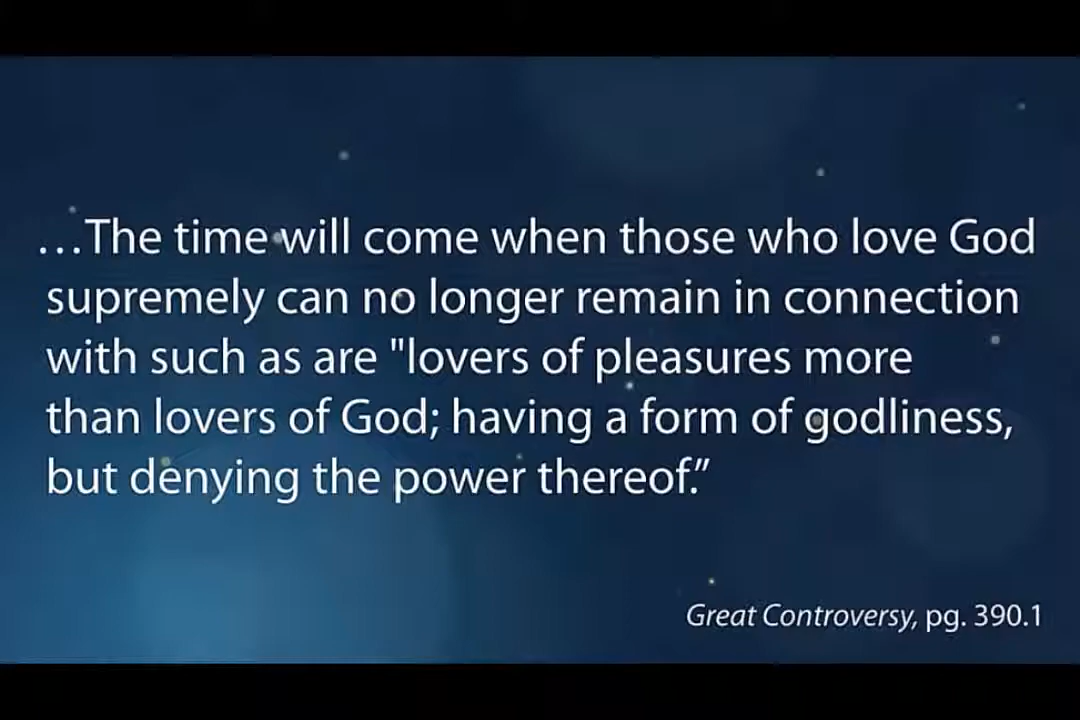 …The time will come when those who love God
supremely can no longer remain in connection
with such as are "lovers of pleasures more
than lovers of God; having a form of godliness,
but denying the power thereof.”
Great Controversy, pg. 390.1